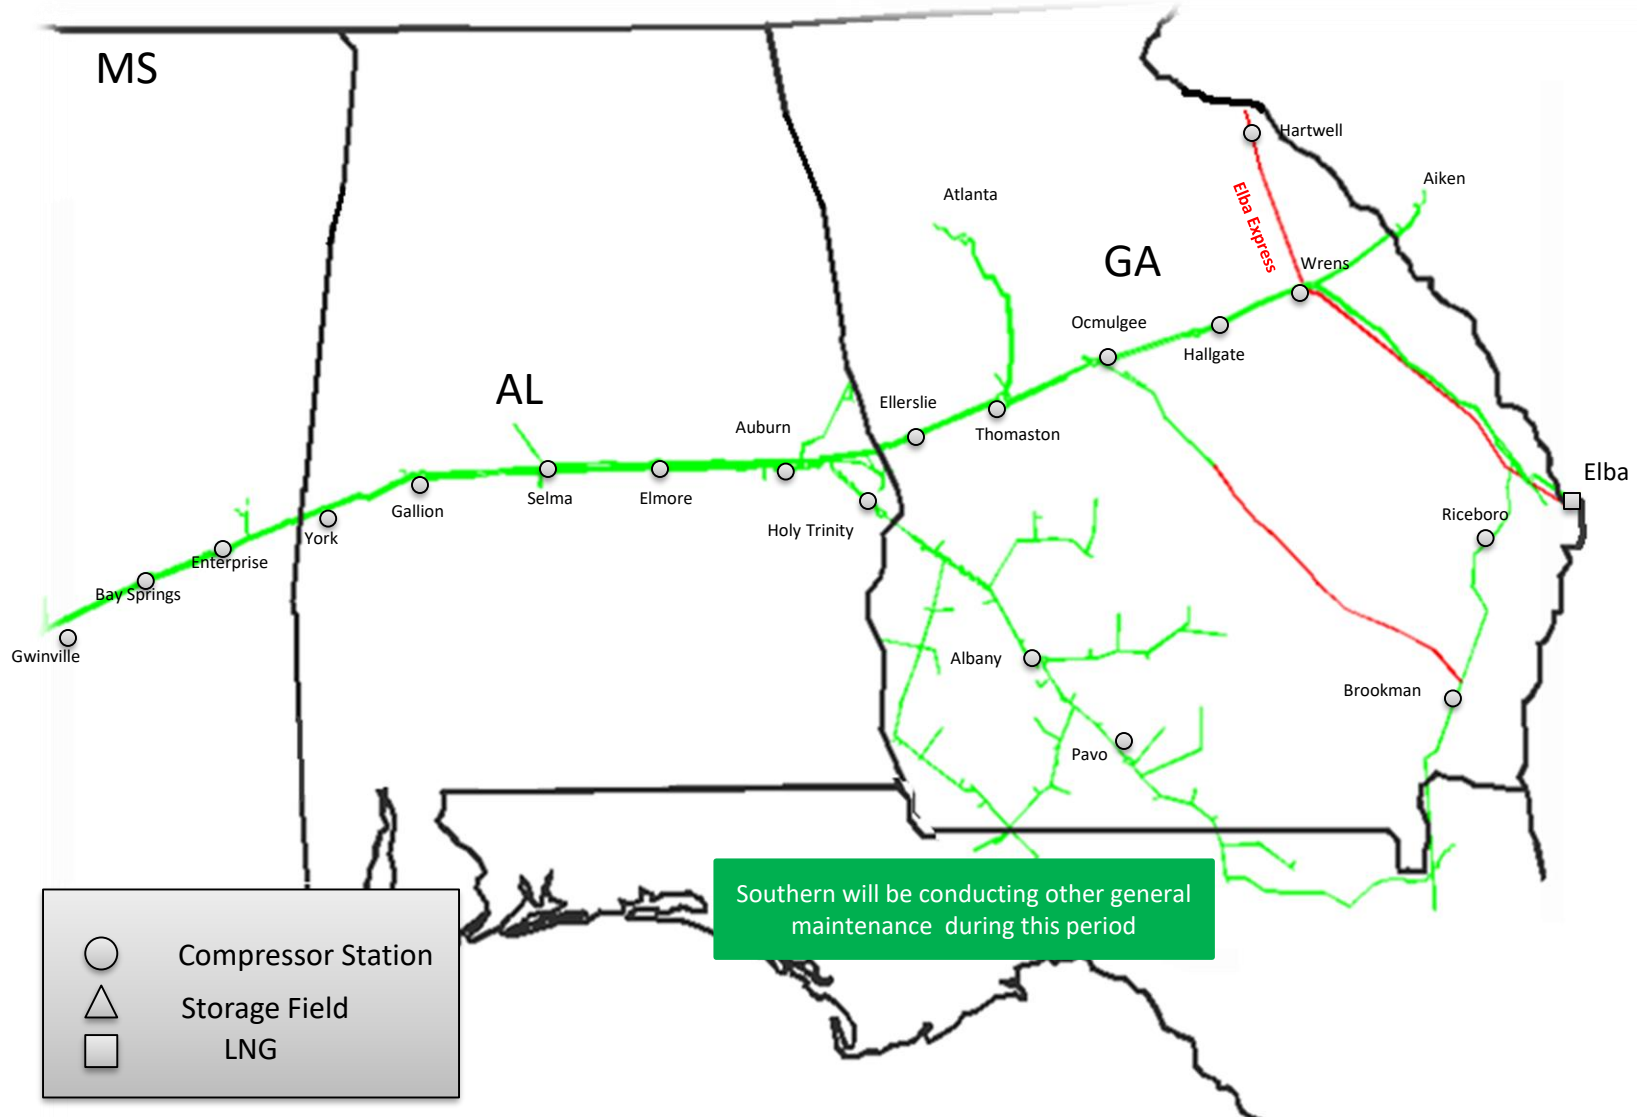 MS
Hartwell
Aiken
Atlanta
Elba Express
GA
Wrens
Ocmulgee
Hallgate
AL
Ellerslie
Auburn
Thomaston
Elba
Selma
Elmore
Gallion
Riceboro
Holy Trinity
York
Enterprise
Bay Springs
Gwinville
Albany
Brookman
Pavo
Southern will be conducting other general
maintenance during this period
Compressor Station
Storage Field
LNG